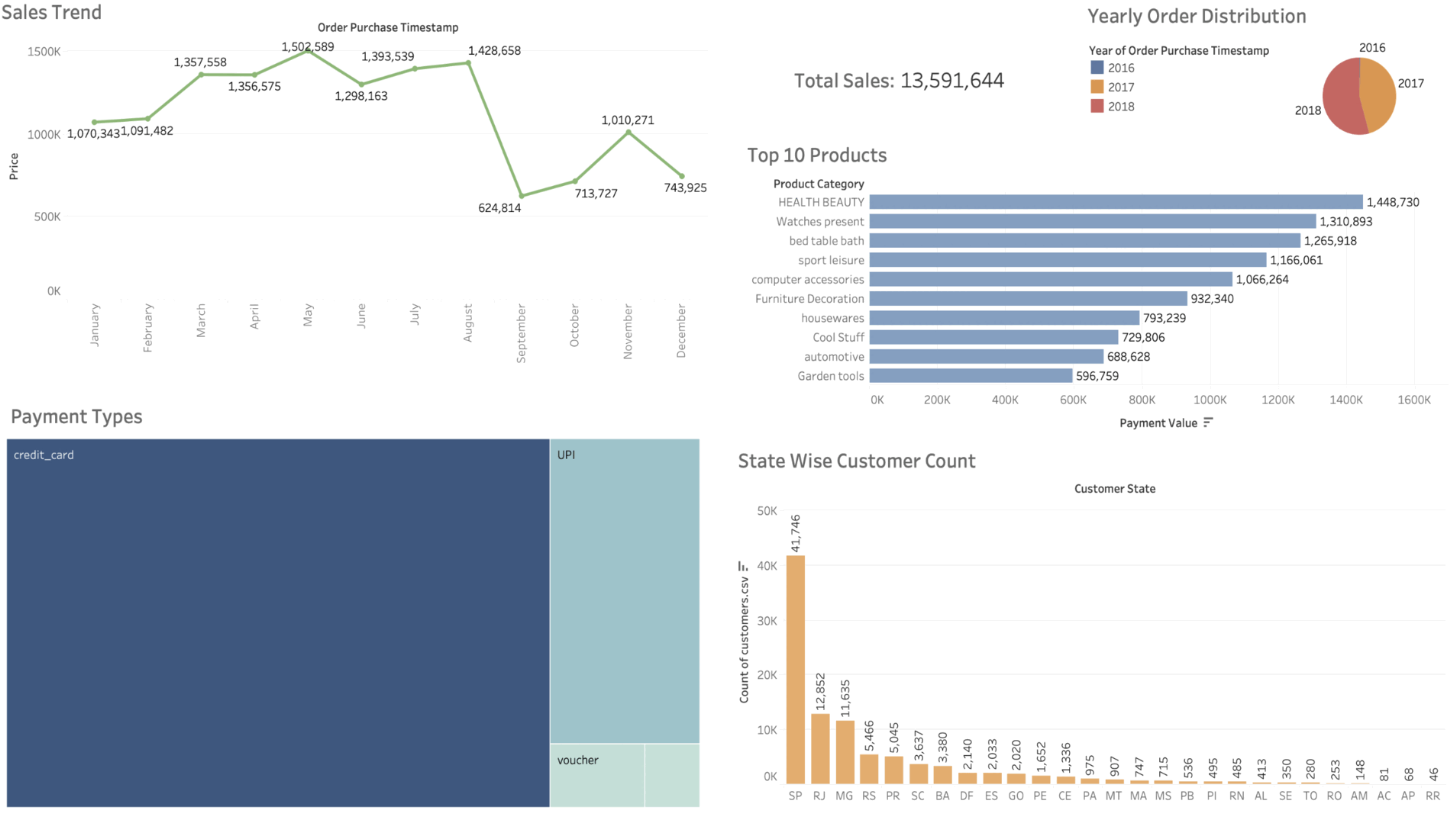 Sales Trend
Order Purchase Timestamp
1500K
1000K
500K
0K
Price
1,070,343
1,091,482
1,357,558
1,356,575
1,502,589
1,298,163
1,393,539
1,428,658
624,814
713,727
1,010,271
743,925
January
February
March
April
May
June
July
August
September
October
November
December
Total Sales: 13,591,644
Yearly Order Distribution
Year of Order Purchase Timestamp
2016
2017
2018
2016
2017
2018
Top 10 Products
Product Category
HEALTH BEAUTY 1,448,730
Watches present 1,310,893
bed table bath 1,265,918
sport leisure 1,166,061
computer accessories 1,066,264
Furniture Decoration 932,340
housewares 793,239
Cool Stuff 729,806
automotive 688,628
Garden tools 596,759
0K 200K 400K 600K 800K 1000K 1200K 1400K 1600K
Payment Value
Payment Types
credit_card
UPI
voucher
State Wise Customer Count
Customer State
50K
40K
30K
20K
10K
0K
Count of customers.csv
41,746
12,852
11,635
5,466
5,045
3,637
3,380
2,140
2,033
2,020
1,652
1,336
975
907
747
715
536
495
485
413
350
280
253
148
81
68
46
SP RJ MG RS PR SC BA DF ES GO PE CE PA MT MA MS PB PI RN AL SE TO RO AM AC AP RR